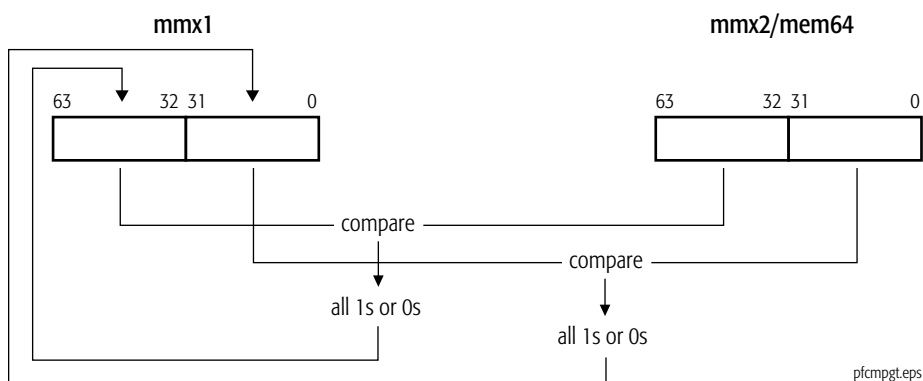 mmx1 mmx2/mem64
63 32 31 0 63 32 31 0
compare
compare
all 1s or 0s
all 1s or 0s
pfcmpgt.eps